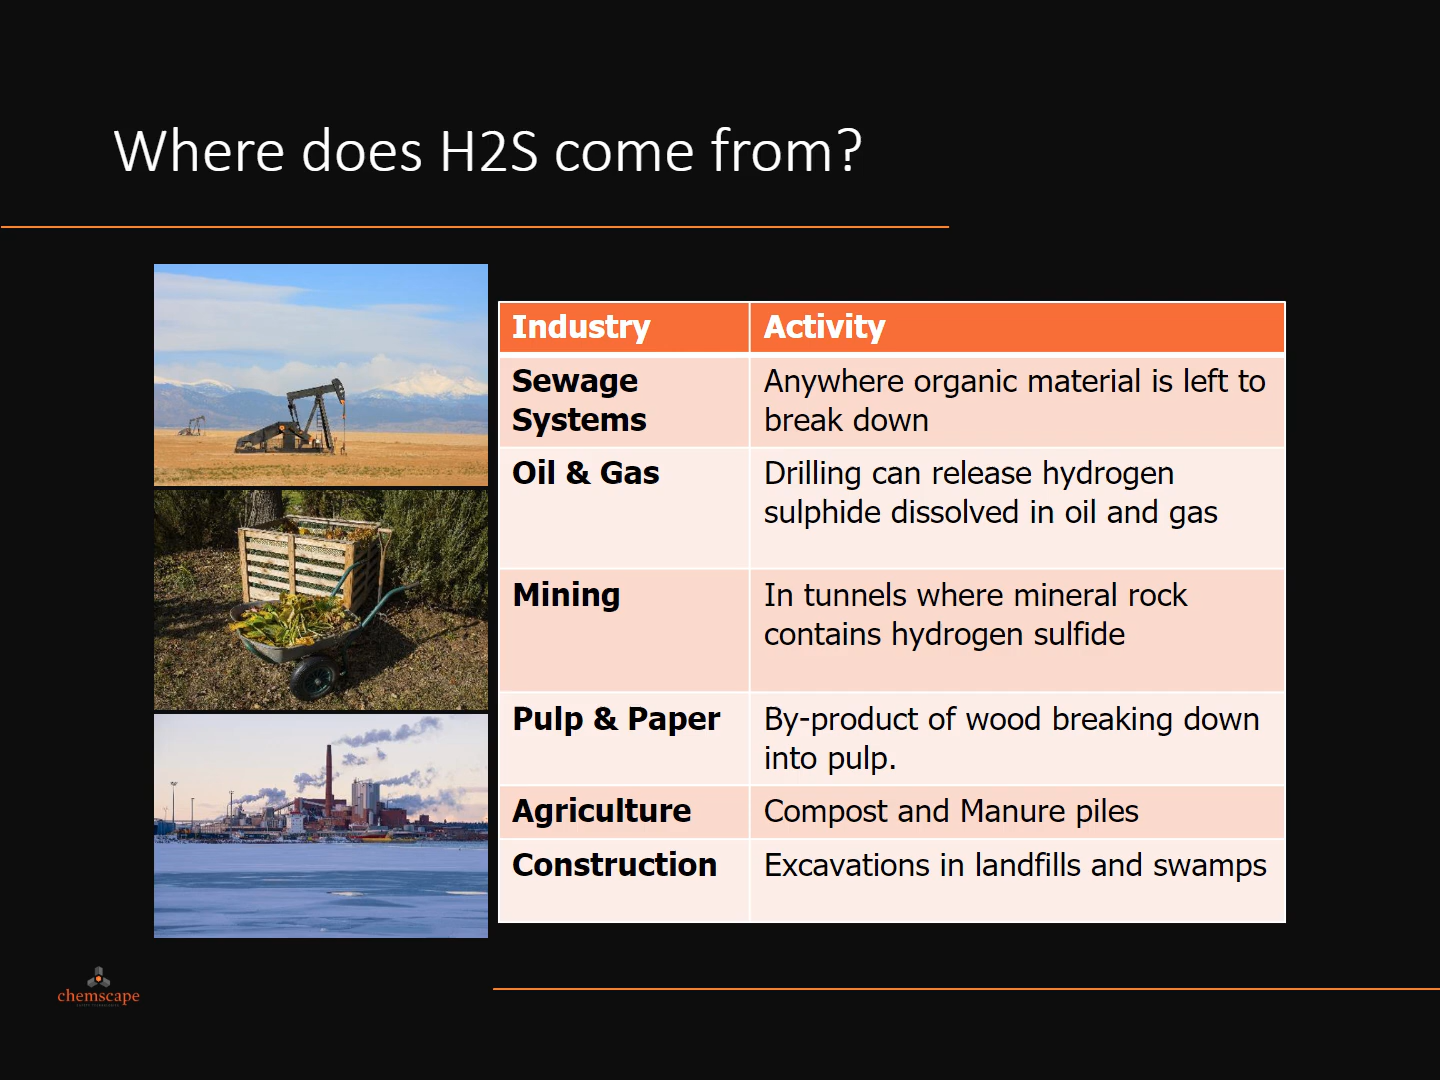 Where does H2S come from?
Industry
Activity
Sewage
Systems
Anywhere organic material is left to
break down
Oil & Gas
Drilling can release hydrogen
sulphide dissolved in oil and gas
Mining
In tunnels where mineral rock
contains hydrogen sulfide
Pulp & Paper
By-product of wood breaking down
into pulp.
Agriculture
Compost and Manure piles
Construction
Excavations in landfills and swamps
chemscape